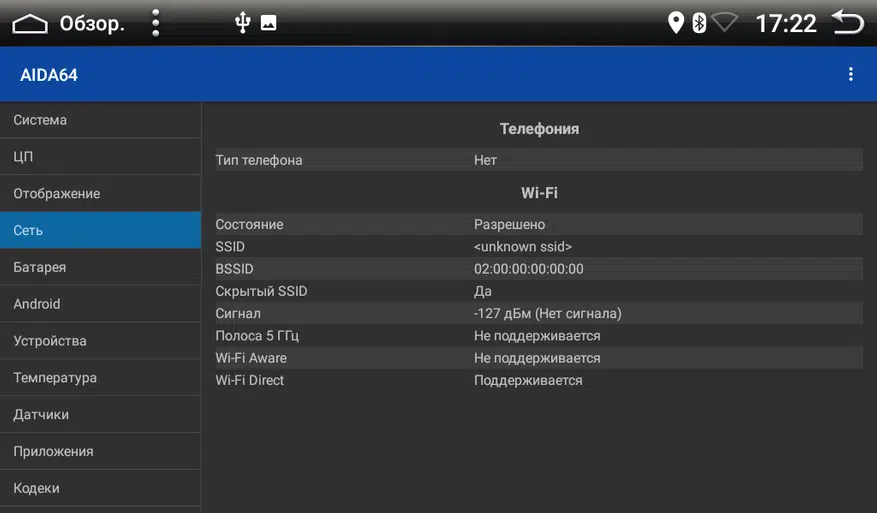 Обзор. 17:22
AIDA64
Система
ЦП
Отображение
Сеть
Батарея
Android
Устройства
Температура
Датчики
Приложения
Кодеки
Телефония
Тип телефона Нет
Wi-Fi
Состояние Разрешено
SSID <unknown ssid>
BSSID 02:00:00:00:00:00
Скрытый SSID Да
Сигнал -127 дБм (Нет сигнала)
Полоса 5 ГГц Не поддерживается
Wi-Fi Aware Не поддерживается
Wi-Fi Direct Поддерживается